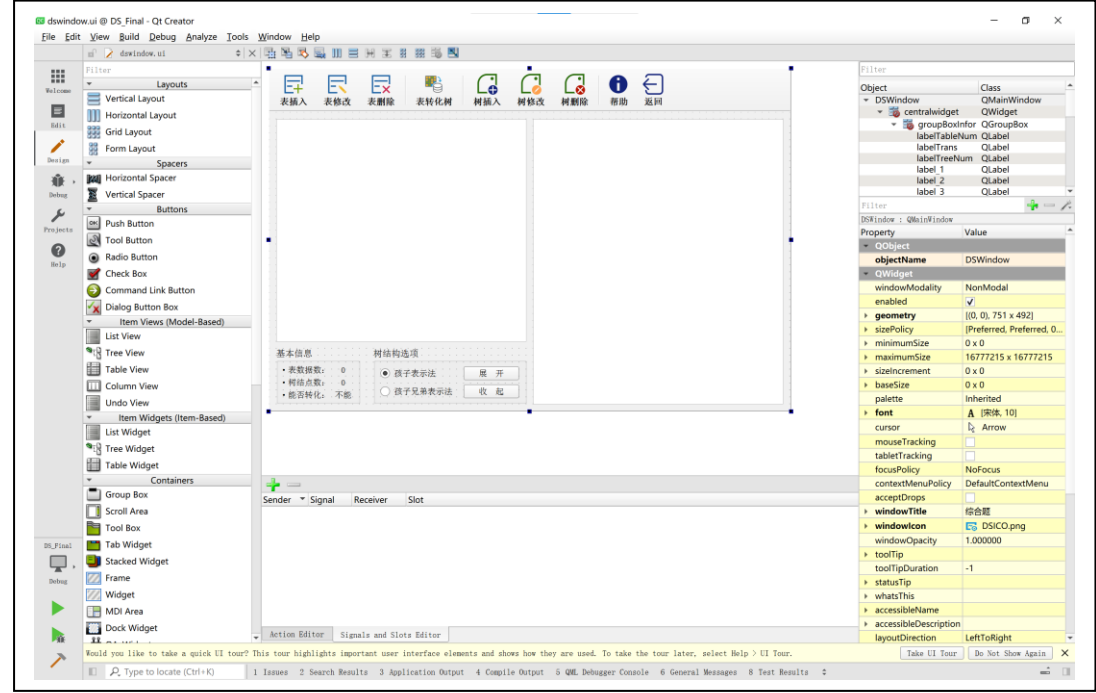 dswindow.ui @ DS_Final - Qt Creator
File Edit View Build Debug Analyze Tools Window Help
dswindow.ui
Welcome
Edit
Design
Debug
Projects
Help
DS_Final
Debug
Filter
Layouts
Vertical Layout
Horizontal Layout
Grid Layout
Form Layout
Spacers
Horizontal Spacer
Vertical Spacer
Buttons
OK Push Button
Tool Button
Radio Button
Check Box
Command Link Button
Dialog Button Box
Item Views (Model-Based)
List View
Tree View
Table View
Column View
Undo View
Item Widgets (Item-Based)
List Widget
Tree Widget
Table Widget
Containers
Group Box
Scroll Area
Tool Box
Tab Widget
Stacked Widget
Frame
Widget
MDI Area
Dock Widget
表插入 表修改 表删除 表转化树 树插入 树修改 树删除 帮助 返回
基本信息 树结构选项
·表数据数: 0 孩子表示法 展 开
·树结点数: 0
·能否转化: 不能 孩子兄弟表示法 收 起
Sender Signal Receiver Slot
Action Editor Signals and Slots Editor
Filter
Object Class
DSWindow QMainWindow
centralwidget QWidget
groupBoxInfor QGroupBox
labelTableNum QLabel
labelTrans QLabel
labelTreeNum QLabel
label_1 QLabel
label_2 QLabel
label_3 QLabel
Filter
DSWindow : QMainWindow
Property Value
QObject
objectName DSWindow
QWidget
windowModality NonModal
enabled
geometry [(0, 0), 751 x 492]
sizePolicy [Preferred, Preferred, 0...
minimumSize 0 x 0
maximumSize 16777215 x 16777215
sizeIncrement 0 x 0
baseSize 0 x 0
palette Inherited
font A [宋体, 10]
cursor Arrow
mouseTracking
tabletTracking
focusPolicy NoFocus
contextMenuPolicy DefaultContextMenu
acceptDrops
windowTitle 综合题
windowIcon DSICO.png
windowOpacity 1.000000
toolTip
toolTipDuration -1
statusTip
whatsThis
accessibleName
accessibleDescription
layoutDirection LeftToRight
Would you like to take a quick UI tour? This tour highlights important user interface elements and shows how they are used. To take the tour later, select Help > UI Tour. Take UI Tour Do Not Show Again
Type to locate (Ctrl+K) 1 Issues 2 Search Results 3 Application Output 4 Compile Output 5 QML Debugger Console 6 General Messages 8 Test Results